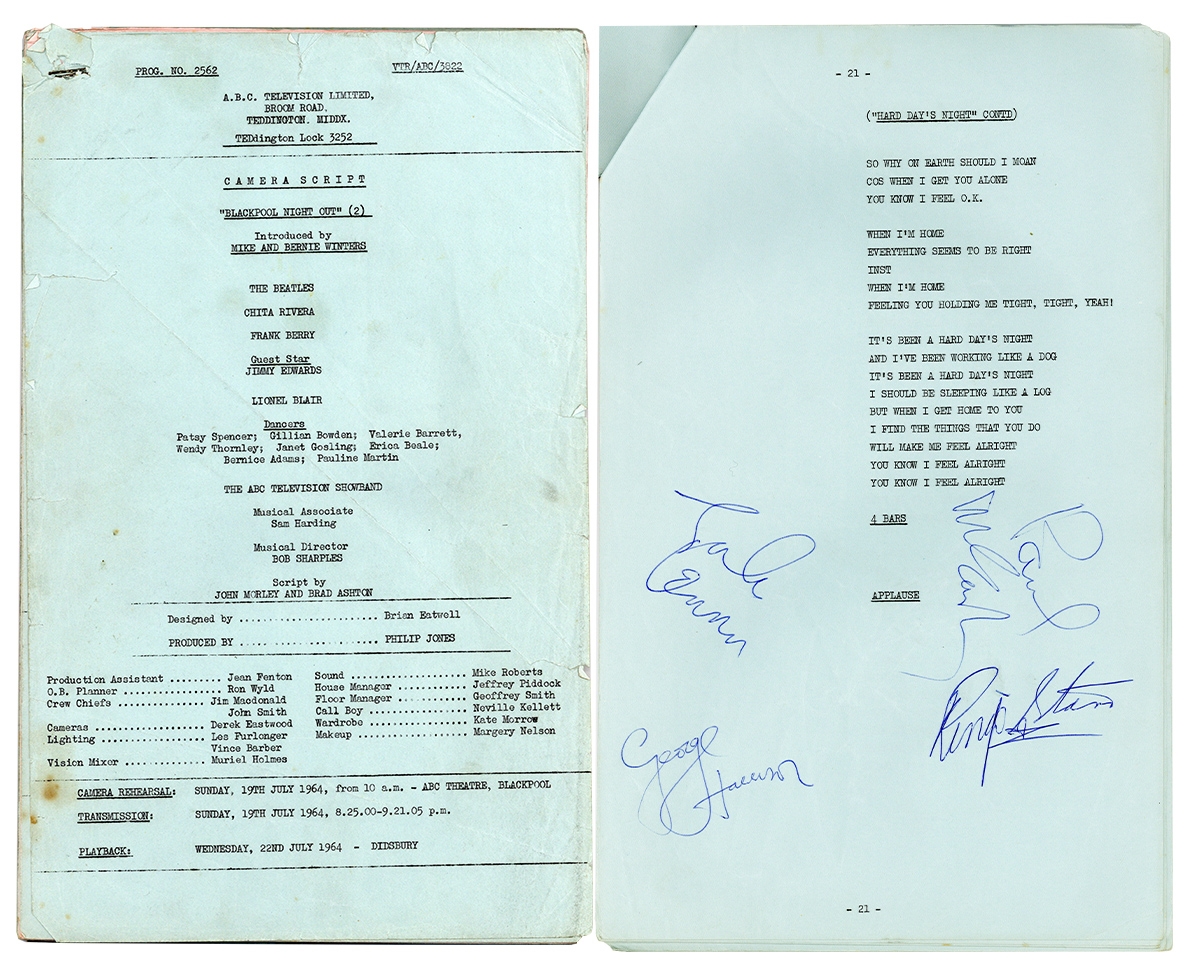 PROG. NO. 2562
VTR/ABC/3822
A.B.C. TELEVISION LIMITED,
BROOM ROAD,
TEDDINGTON. MIDDX.
TEDdington Lock 3252
CAMERA SCRIPT
"BLACKPOOL NIGHT OUT" (2)
Introduced by
MIKE AND BERNIE WINTERS
THE BEATLES
CHITA RIVERA
FRANK BERRY
Guest Star
JIMMY EDWARDS
LIONEL BLAIR
Dancers
Patsy Spencer; Gillian Bowden; Valerie Barrett,
Wendy Thornley; Janet Gosling; Erica Beale;
Bernice Adams; Pauline Martin
THE ABC TELEVISION SHOWBAND
Musical Associate
Sam Harding
Musical Director
BOB SHARPLES
Script by
JOHN MORLEY AND BRAD ASHTON
Designed by ...................... Brian Eatwell
PRODUCED BY ...................... PHILIP JONES
Production Assistant ......... Jean Fenton
O.B. Planner ................. Ron Wyld
Crew Chiefs .............. Jim Macdonald
John Smith
Cameras .................. Derek Eastwood
Lighting ................. Les Furlonger
Vince Barber
Vision Mixer ............. Muriel Holmes
Sound .................... Mike Roberts
House Manager ............ Jeffrey Piddock
Floor Manager ............ Geoffrey Smith
Call Boy .................. Neville Kellett
Wardrobe ................. Kate Morrow
Makeup ................... Margery Nelson
CAMERA REHEARSAL: SUNDAY, 19TH JULY 1964, from 10 a.m. - ABC THEATRE, BLACKPOOL
TRANSMISSION: SUNDAY, 19TH JULY 1964, 8.25.00-9.21.05 p.m.
PLAYBACK: WEDNESDAY, 22ND JULY 1964 - DIDSBURY
- 21 -
("HARD DAY'S NIGHT" CONTD)
SO WHY ON EARTH SHOULD I MOAN
COS WHEN I GET YOU ALONE
YOU KNOW I FEEL O.K.
WHEN I'M HOME
EVERYTHING SEEMS TO BE RIGHT
INST
WHEN I'M HOME
FEELING YOU HOLDING ME TIGHT, TIGHT, YEAH!
IT'S BEEN A HARD DAY'S NIGHT
AND I'VE BEEN WORKING LIKE A DOG
IT'S BEEN A HARD DAY'S NIGHT
I SHOULD BE SLEEPING LIKE A LOG
BUT WHEN I GET HOME TO YOU
I FIND THE THINGS THAT YOU DO
WILL MAKE ME FEEL ALRIGHT
YOU KNOW I FEEL ALRIGHT
YOU KNOW I FEEL ALRIGHT
4 BARS
APPLAUSE
Paul
Ringo Starr
George
Harrison
- 21 -